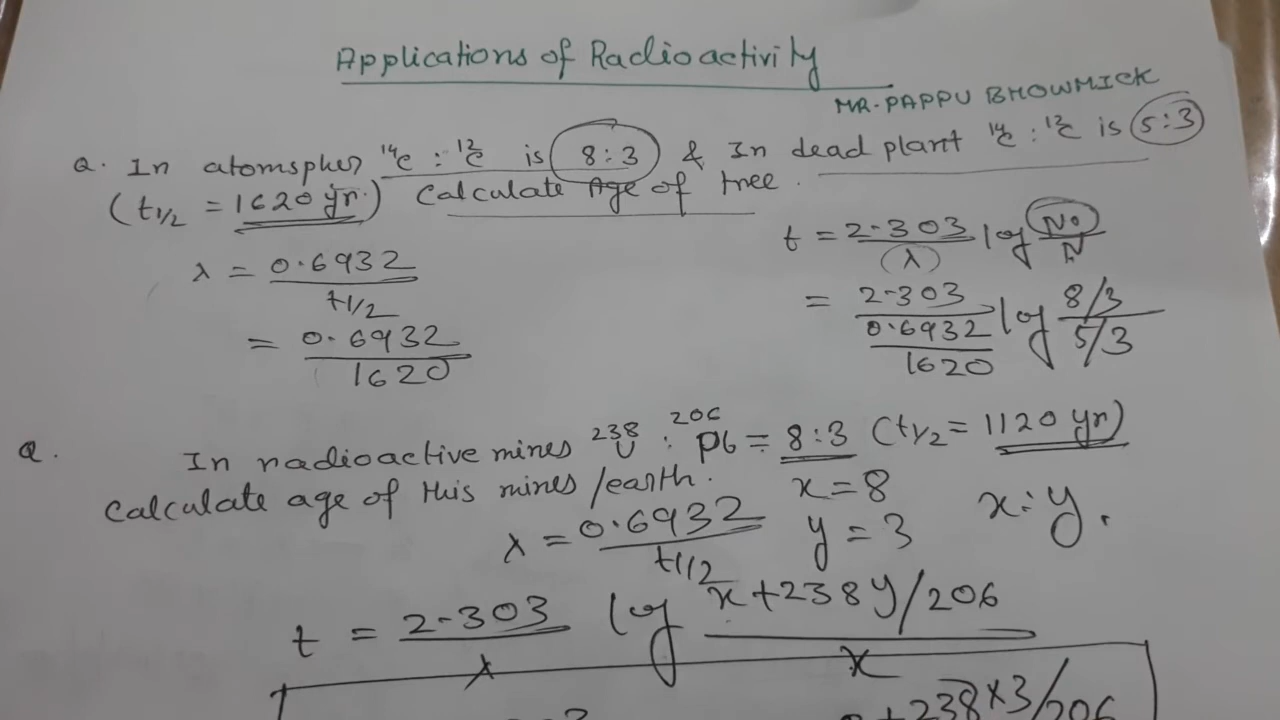 Applications of Radioactivity
MR. PAPPU BHOWMICK
Q. In atomspher ¹⁴C : ¹²C is 8:3 & In dead plant ¹⁴C : ¹²C is 5:3
(t1/2 = 1620 yr.) Calculate Age of tree.
λ = 0.6932 / t1/2
= 0.6932 / 1620
t = 2.303 / λ log N₀ / N
= 2.303 / (0.6932 / 1620) log (8/3) / (5/3)
Q. In radioactive mines ²³⁸U : ²⁰⁶Pb = 8:3 (t1/2 = 1120 yr)
Calculate age of this mines/earth.
x = 8
y = 3
x : y.
λ = 0.6932 / t1/2
t = 2.303 / λ log (x + 238y/206) / x
+ 238 × 3/206